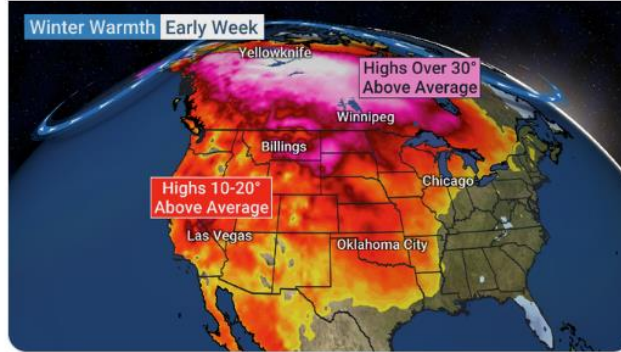 Winter Warmth Early Week
Yellowknife
Highs Over 30°
Above Average
Winnipeg
Billings
Highs 10-20°
Above Average
Chicago
Las Vegas
Oklahoma City